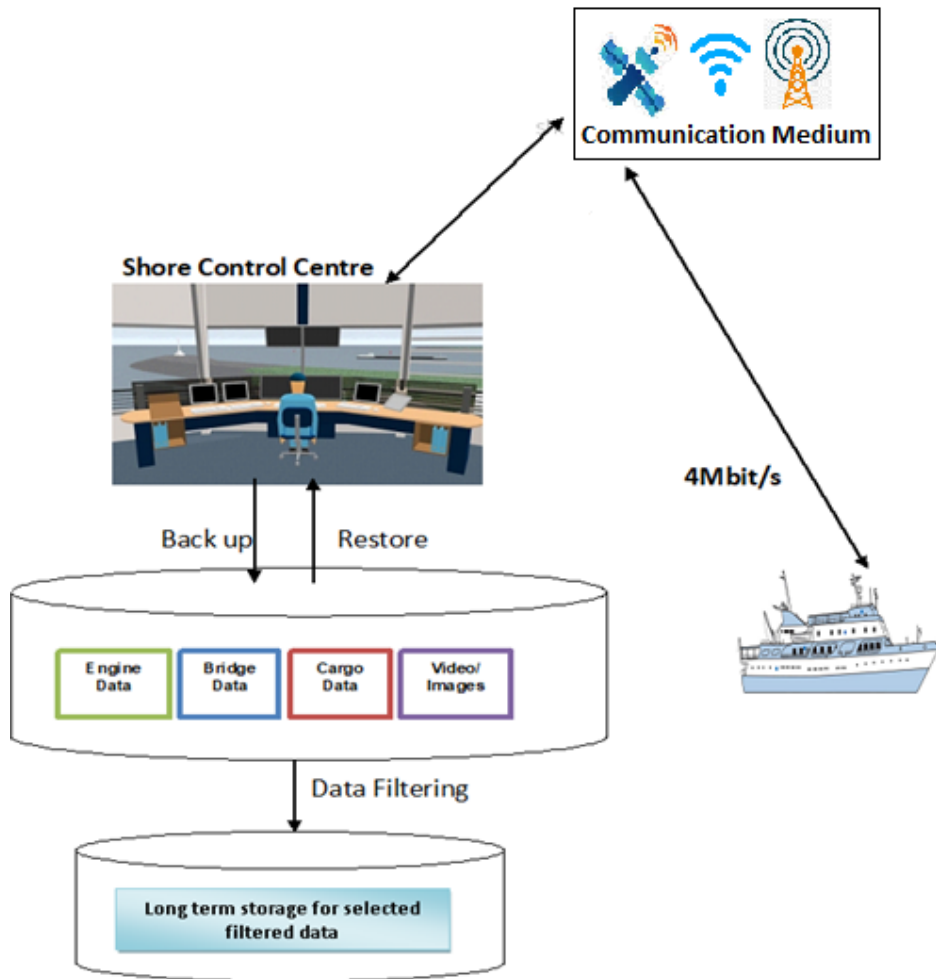 Communication Medium
Shore Control Centre
4Mbit/s
Back up
Restore
Engine
Data
Bridge
Data
Cargo
Data
Video/
Images
Data Filtering
Long term storage for selected
filtered data